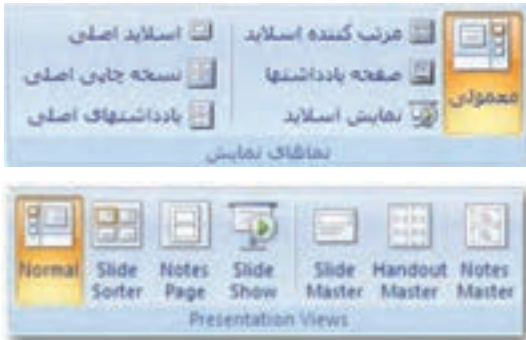 معمولی
مرتب کننده اسلاید
صفحه یادداشتها
نمایش اسلاید
اسلاید اصلی
نسخه چاپی اصلی
یادداشتهای اصلی
نماهای نمایش
Normal
Slide Sorter
Notes Page
Slide Show
Slide Master
Handout Master
Notes Master
Presentation Views